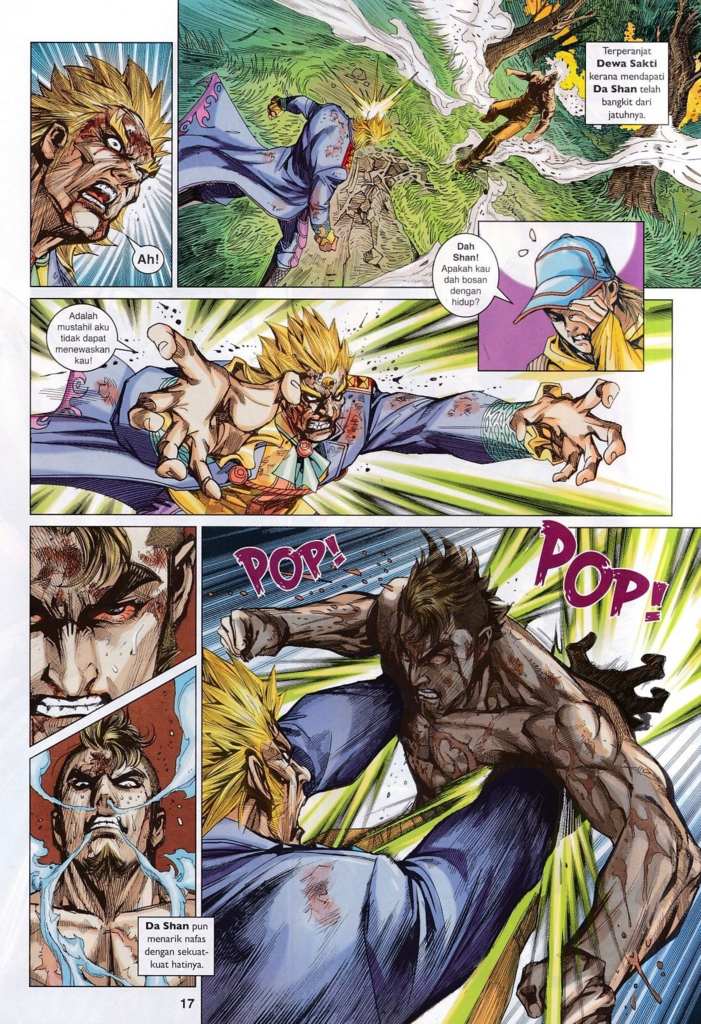 Ah!
Terperanjat
Dewa Sakti
kerana mendapati
Da Shan telah
bangkit dari
jatuhnya.
Dah
Shan!
Apakah kau
dah bosan
dengan
hidup?
Adalah
mustahil aku
tidak dapat
menewaskan
kau!
POP!
POP!
Da Shan pun
menarik nafas
dengan sekuat-
kuat hatinya.
17